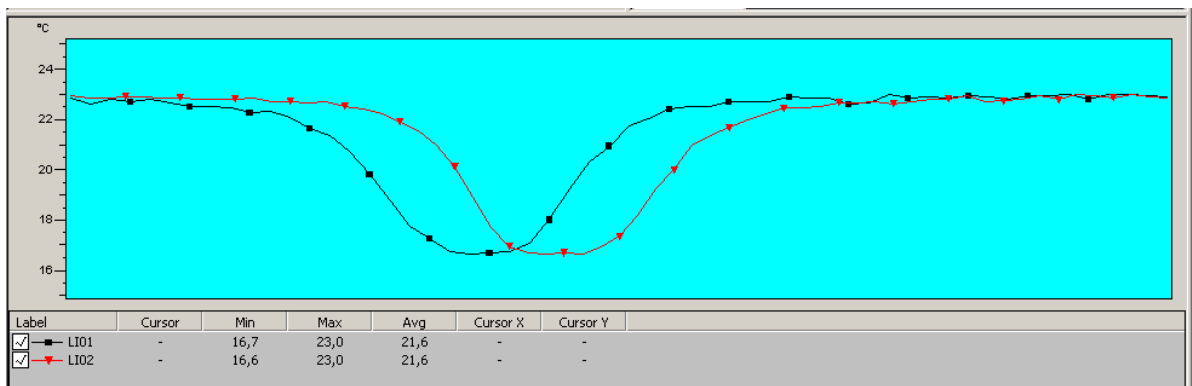 °C
24
22
20
18
16
Label Cursor Min Max Avg Cursor X Cursor Y
LI01 - 16,7 23,0 21,6 - -
LI02 - 16,6 23,0 21,6 - -